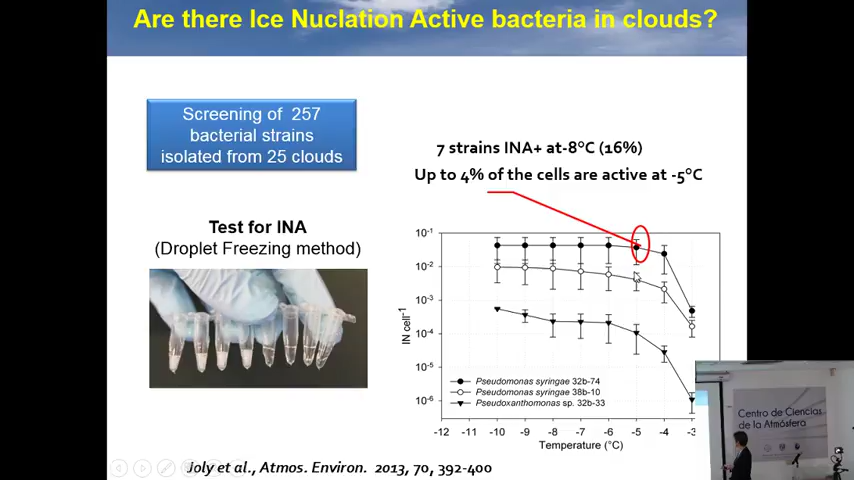 Are there Ice Nuclation Active bacteria in clouds?
Screening of 257
bacterial strains
isolated from 25 clouds
7 strains INA+ at-8°C (16%)
Up to 4% of the cells are active at -5°C
Test for INA
(Droplet Freezing method)
10-1
10-2
10-3
10-4
10-5
10-6
IN cell-1
Pseudomonas syringae 32b-74
Pseudomonas syringae 38b-10
Pseudoxanthomonas sp. 32b-33
-12 -11 -10 -9 -8 -7 -6 -5 -4 -3
Temperature (°C)
Centro de Ciencias
de la Atmósfera
Joly et al., Atmos. Environ. 2013, 70, 392-400